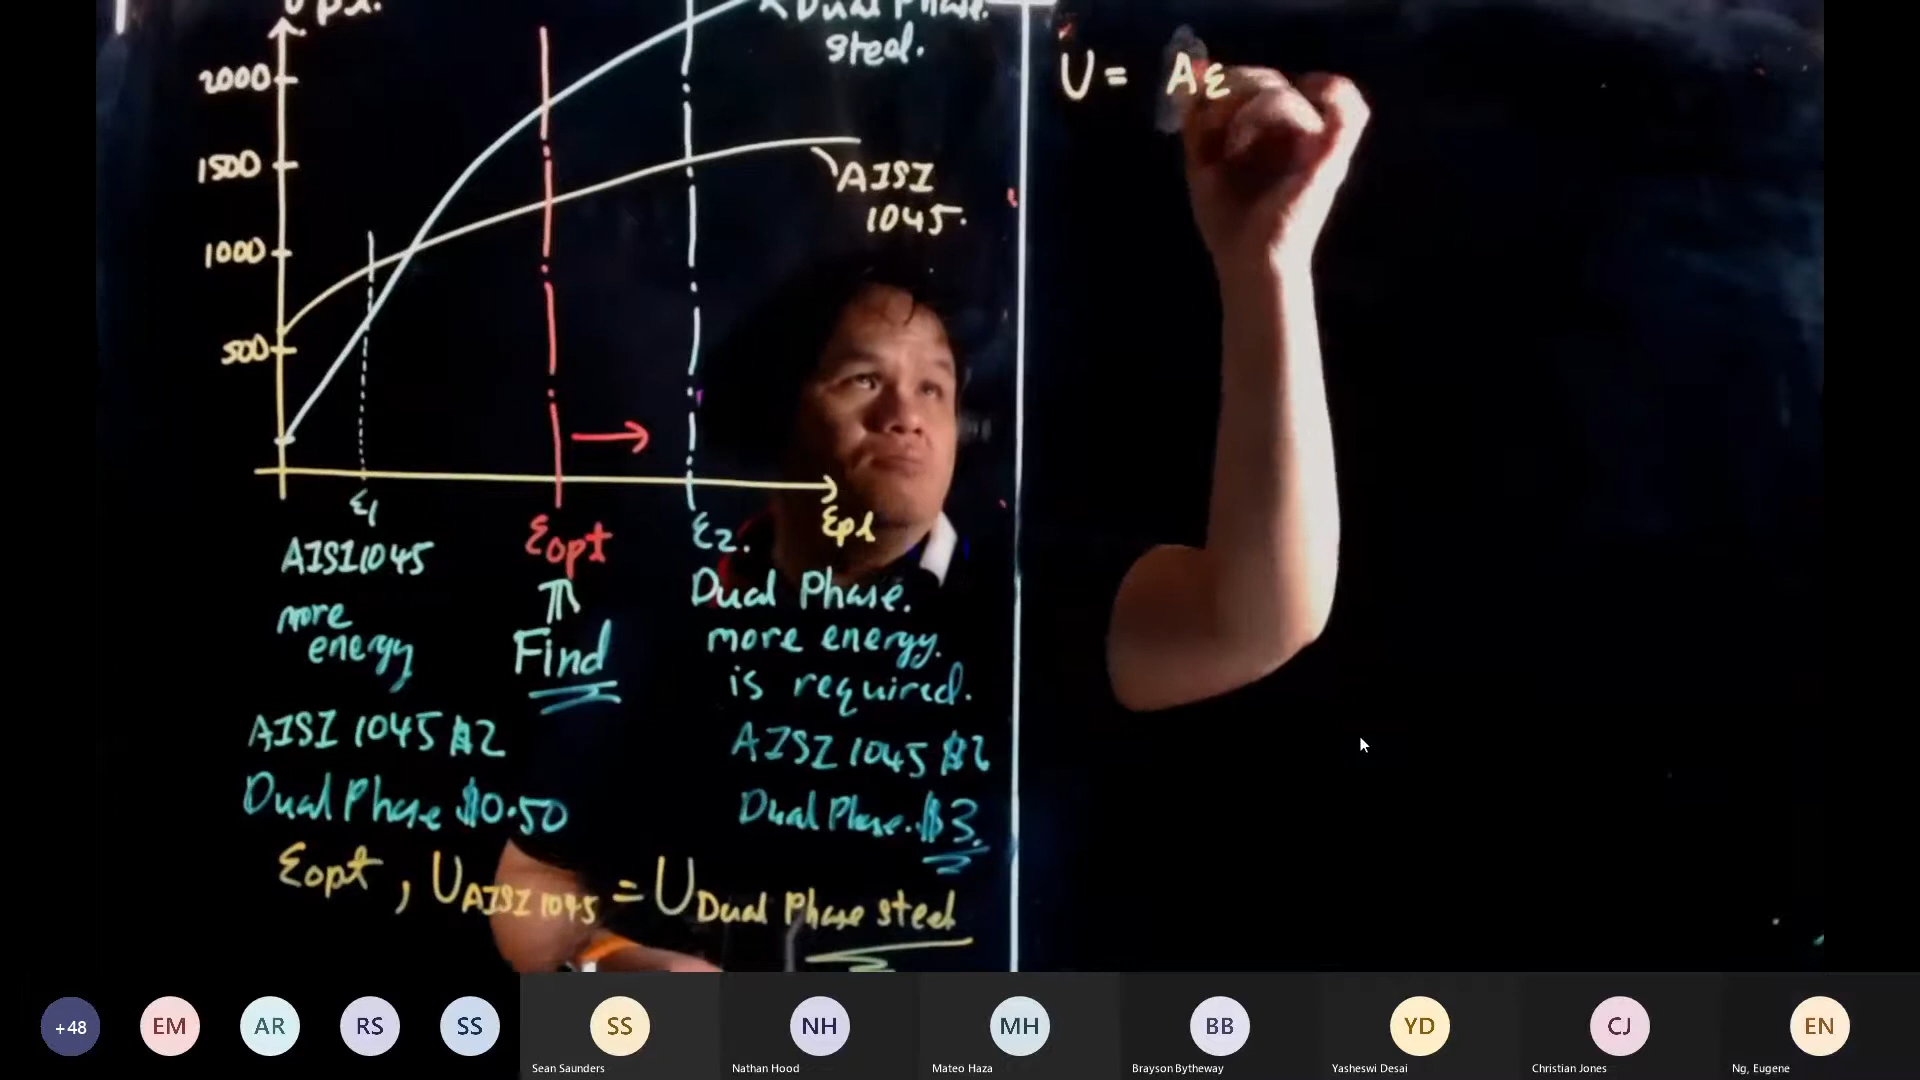 Dual Phase.
steel.
2000
1500
1000
500
AISI
1045.
ε1
εopt
ε2.
εpl
AISI1045
more
energy
Find
Dual Phase.
more energy.
is required.
AISI 1045 $2
Dual Phase $0.50
AISI 1045 $2
Dual Phase. $3.
εopt, U AISI 1045 = U Dual Phase steel
U = Aε
+48
EM
AR
RS
SS
SS
NH
MH
BB
YD
CJ
EN
Sean Saunders
Nathan Hood
Mateo Haza
Brayson Bytheway
Yasheswi Desai
Christian Jones
Ng, Eugene